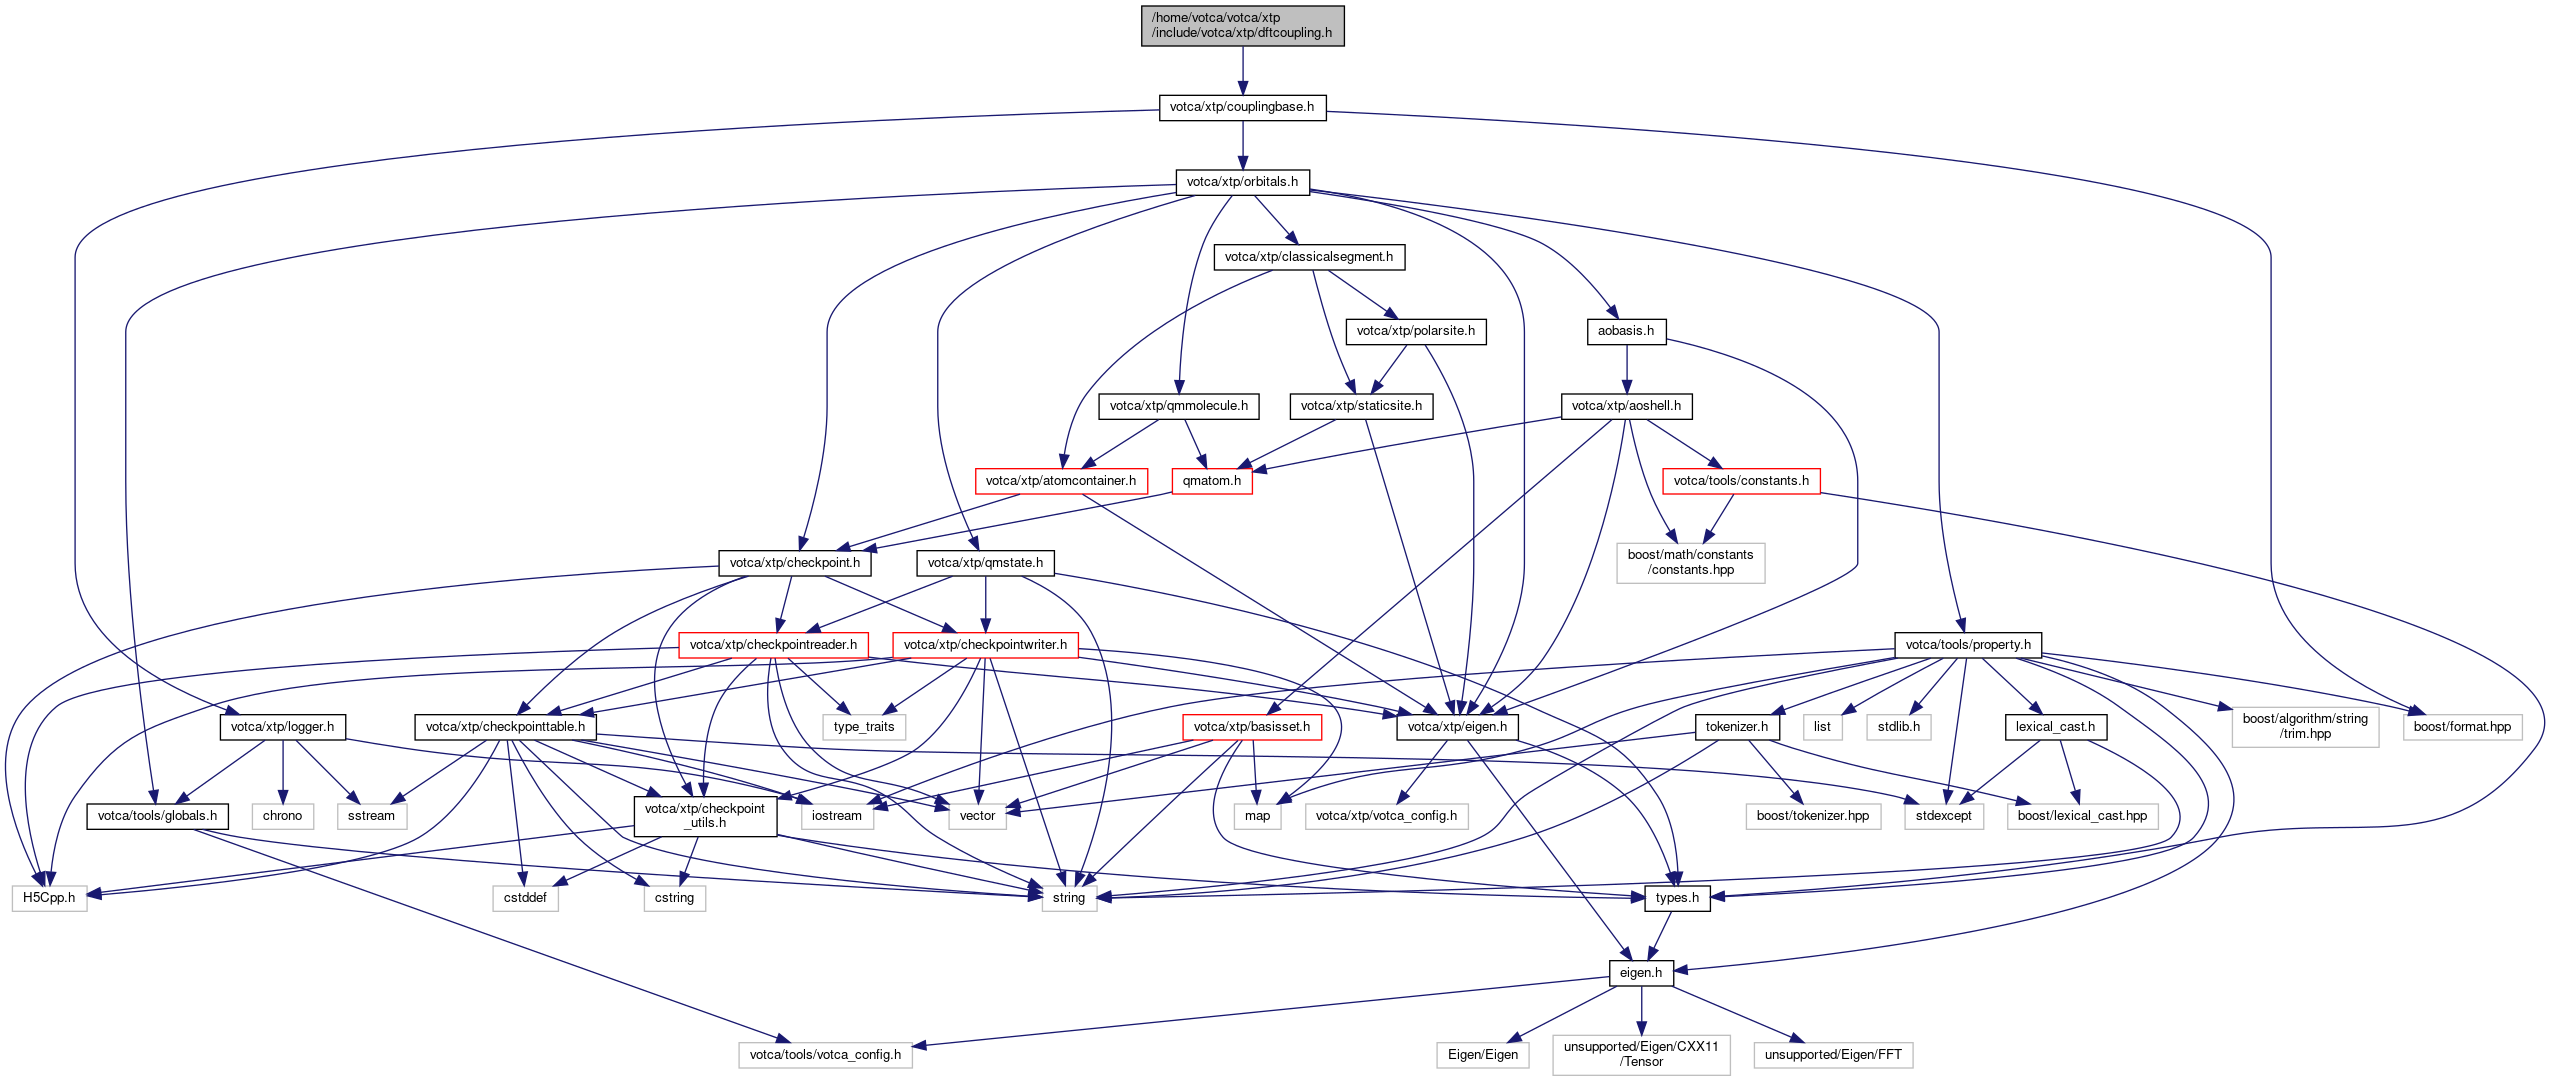 /home/votca/votca/xtp
/include/votca/xtp/dftcoupling.h
votca/xtp/couplingbase.h
votca/xtp/orbitals.h
votca/xtp/classicalsegment.h
votca/xtp/polarsite.h
aobasis.h
votca/xtp/qmmolecule.h
votca/xtp/staticsite.h
votca/xtp/aoshell.h
votca/xtp/atomcontainer.h
qmatom.h
votca/tools/constants.h
votca/xtp/checkpoint.h
votca/xtp/qmstate.h
boost/math/constants
/constants.hpp
votca/xtp/checkpointreader.h
votca/xtp/checkpointwriter.h
votca/tools/property.h
votca/xtp/logger.h
votca/xtp/checkpointtable.h
type_traits
votca/xtp/basisset.h
votca/xtp/eigen.h
tokenizer.h
list
stdlib.h
lexical_cast.h
boost/algorithm/string
/trim.hpp
boost/format.hpp
votca/tools/globals.h
chrono
sstream
votca/xtp/checkpoint
_utils.h
iostream
vector
map
votca/xtp/votca_config.h
boost/tokenizer.hpp
stdexcept
boost/lexical_cast.hpp
H5Cpp.h
cstddef
cstring
string
types.h
eigen.h
votca/tools/votca_config.h
Eigen/Eigen
unsupported/Eigen/CXX11
/Tensor
unsupported/Eigen/FFT